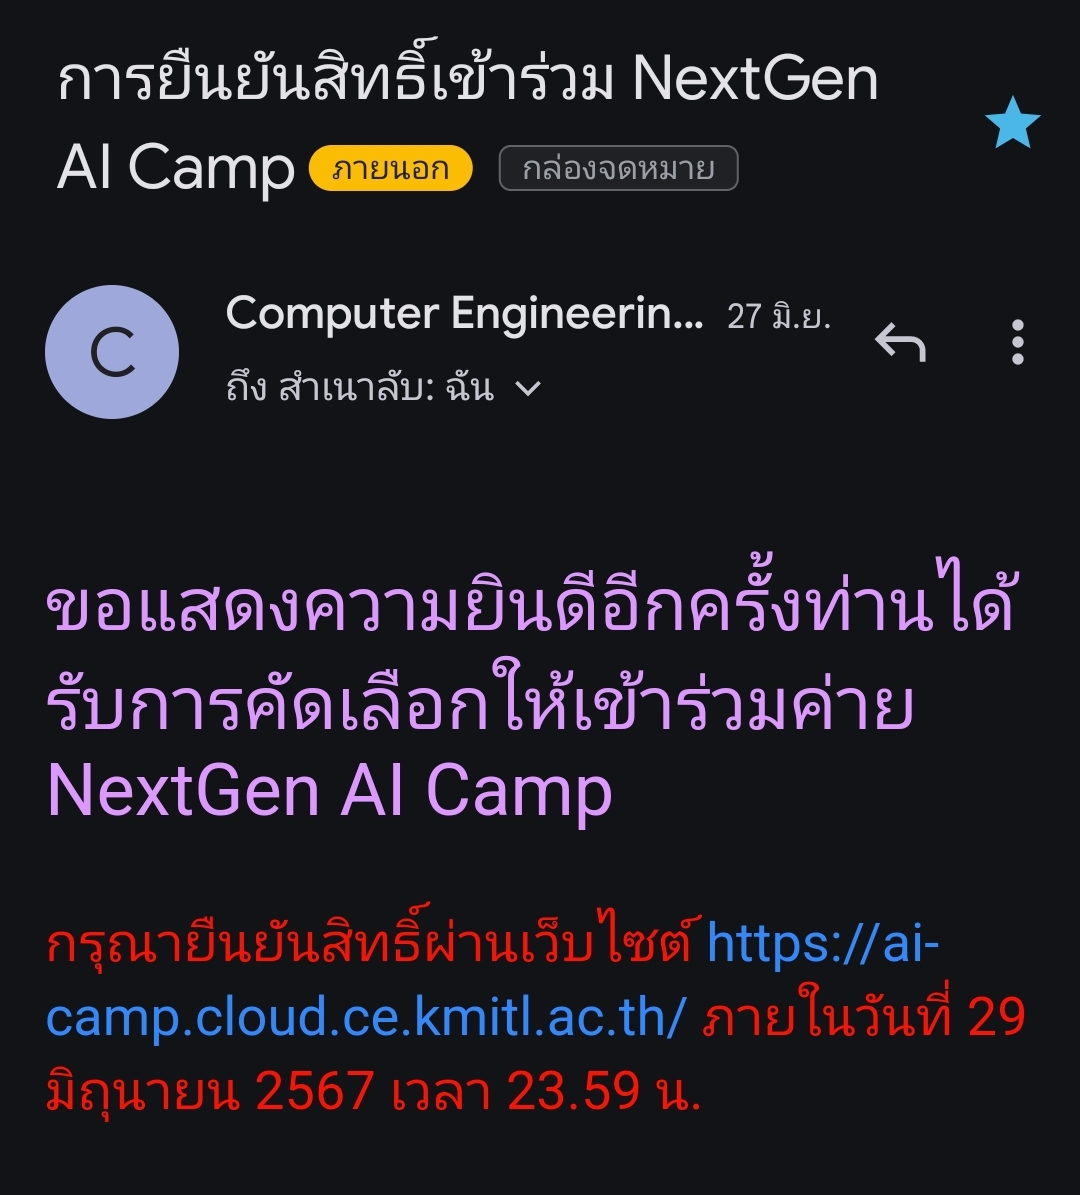 การยืนยันสิทธิ์เข้าร่วม NextGen
AI Camp ภายนอก กล่องจดหมาย
C
Computer Engineerin... 27 มิ.ย.
ถึง สำเนาลับ: ฉัน
ขอแสดงความยินดีอีกครั้งท่านได้
รับการคัดเลือกให้เข้าร่วมค่าย
NextGen AI Camp
กรุณายืนยันสิทธิ์ผ่านเว็บไซต์ https://ai-
camp.cloud.ce.kmitl.ac.th/ ภายในวันที่ 29
มิถุนายน 2567 เวลา 23.59 น.